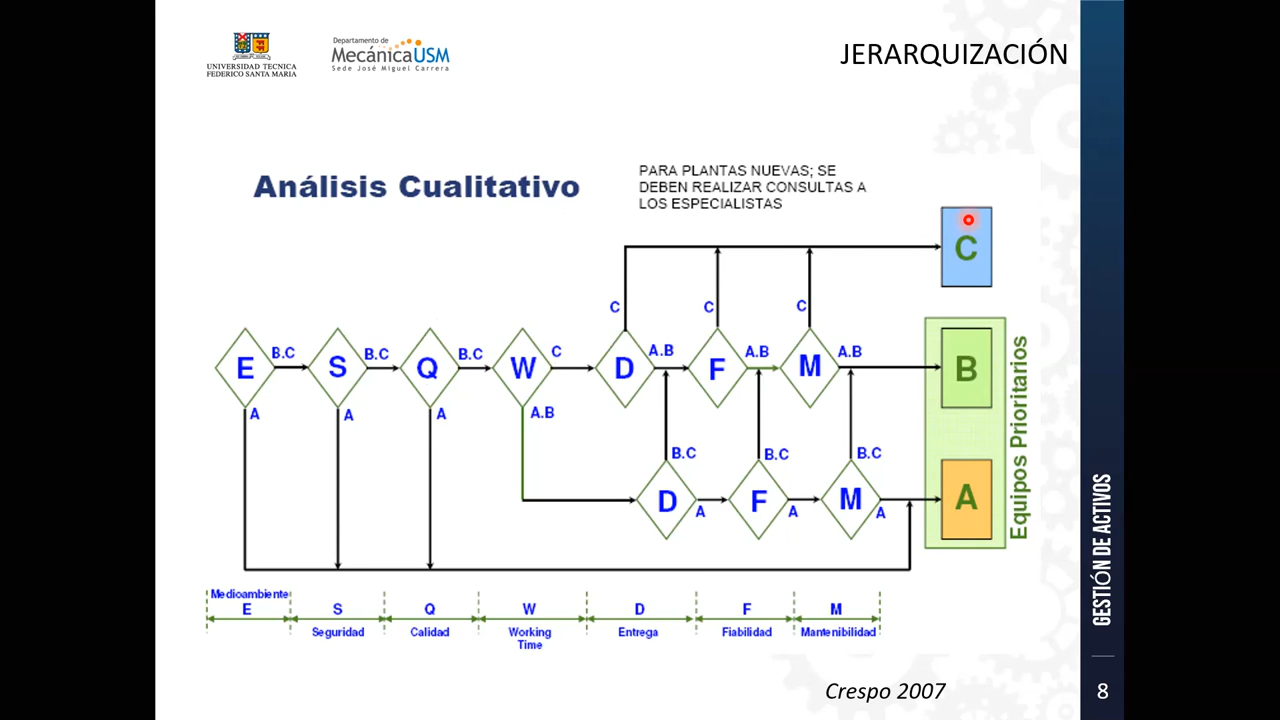 UNIVERSIDAD TECNICA
FEDERICO SANTA MARIA
Departamento de
MecánicaUSM
Sede José Miguel Carrera
JERARQUIZACIÓN
Análisis Cualitativo
PARA PLANTAS NUEVAS; SE
DEBEN REALIZAR CONSULTAS A
LOS ESPECIALISTAS
C
C C C
E B.C S B.C Q B.C W C D A.B F A.B M A.B B
A A A A.B
B.C B.C B.C
D A F A M A A
Equipos Prioritarios
Medioambiente
E S Q W D F M
Seguridad Calidad Working Entrega Fiabilidad Mantenibilidad
Time
Crespo 2007
GESTIÓN DE ACTIVOS
8